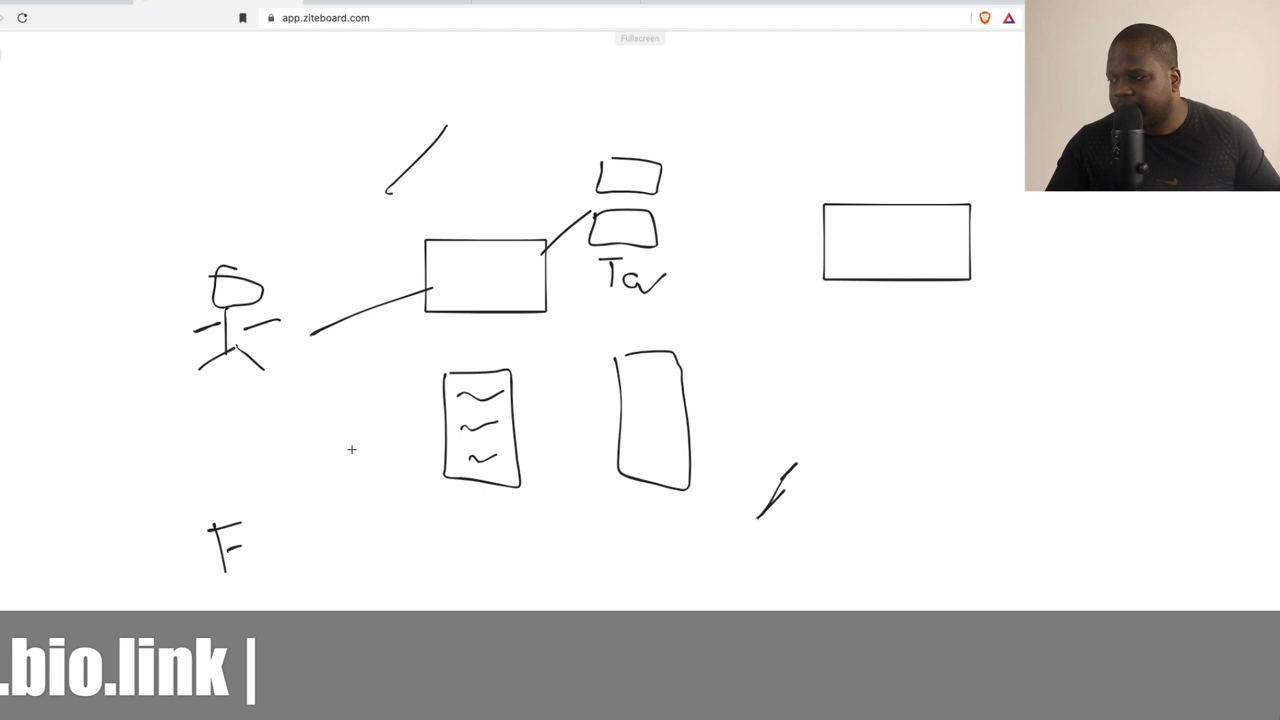 app.ziteboard.com
Fullscreen
Ta
F
.bio.link |